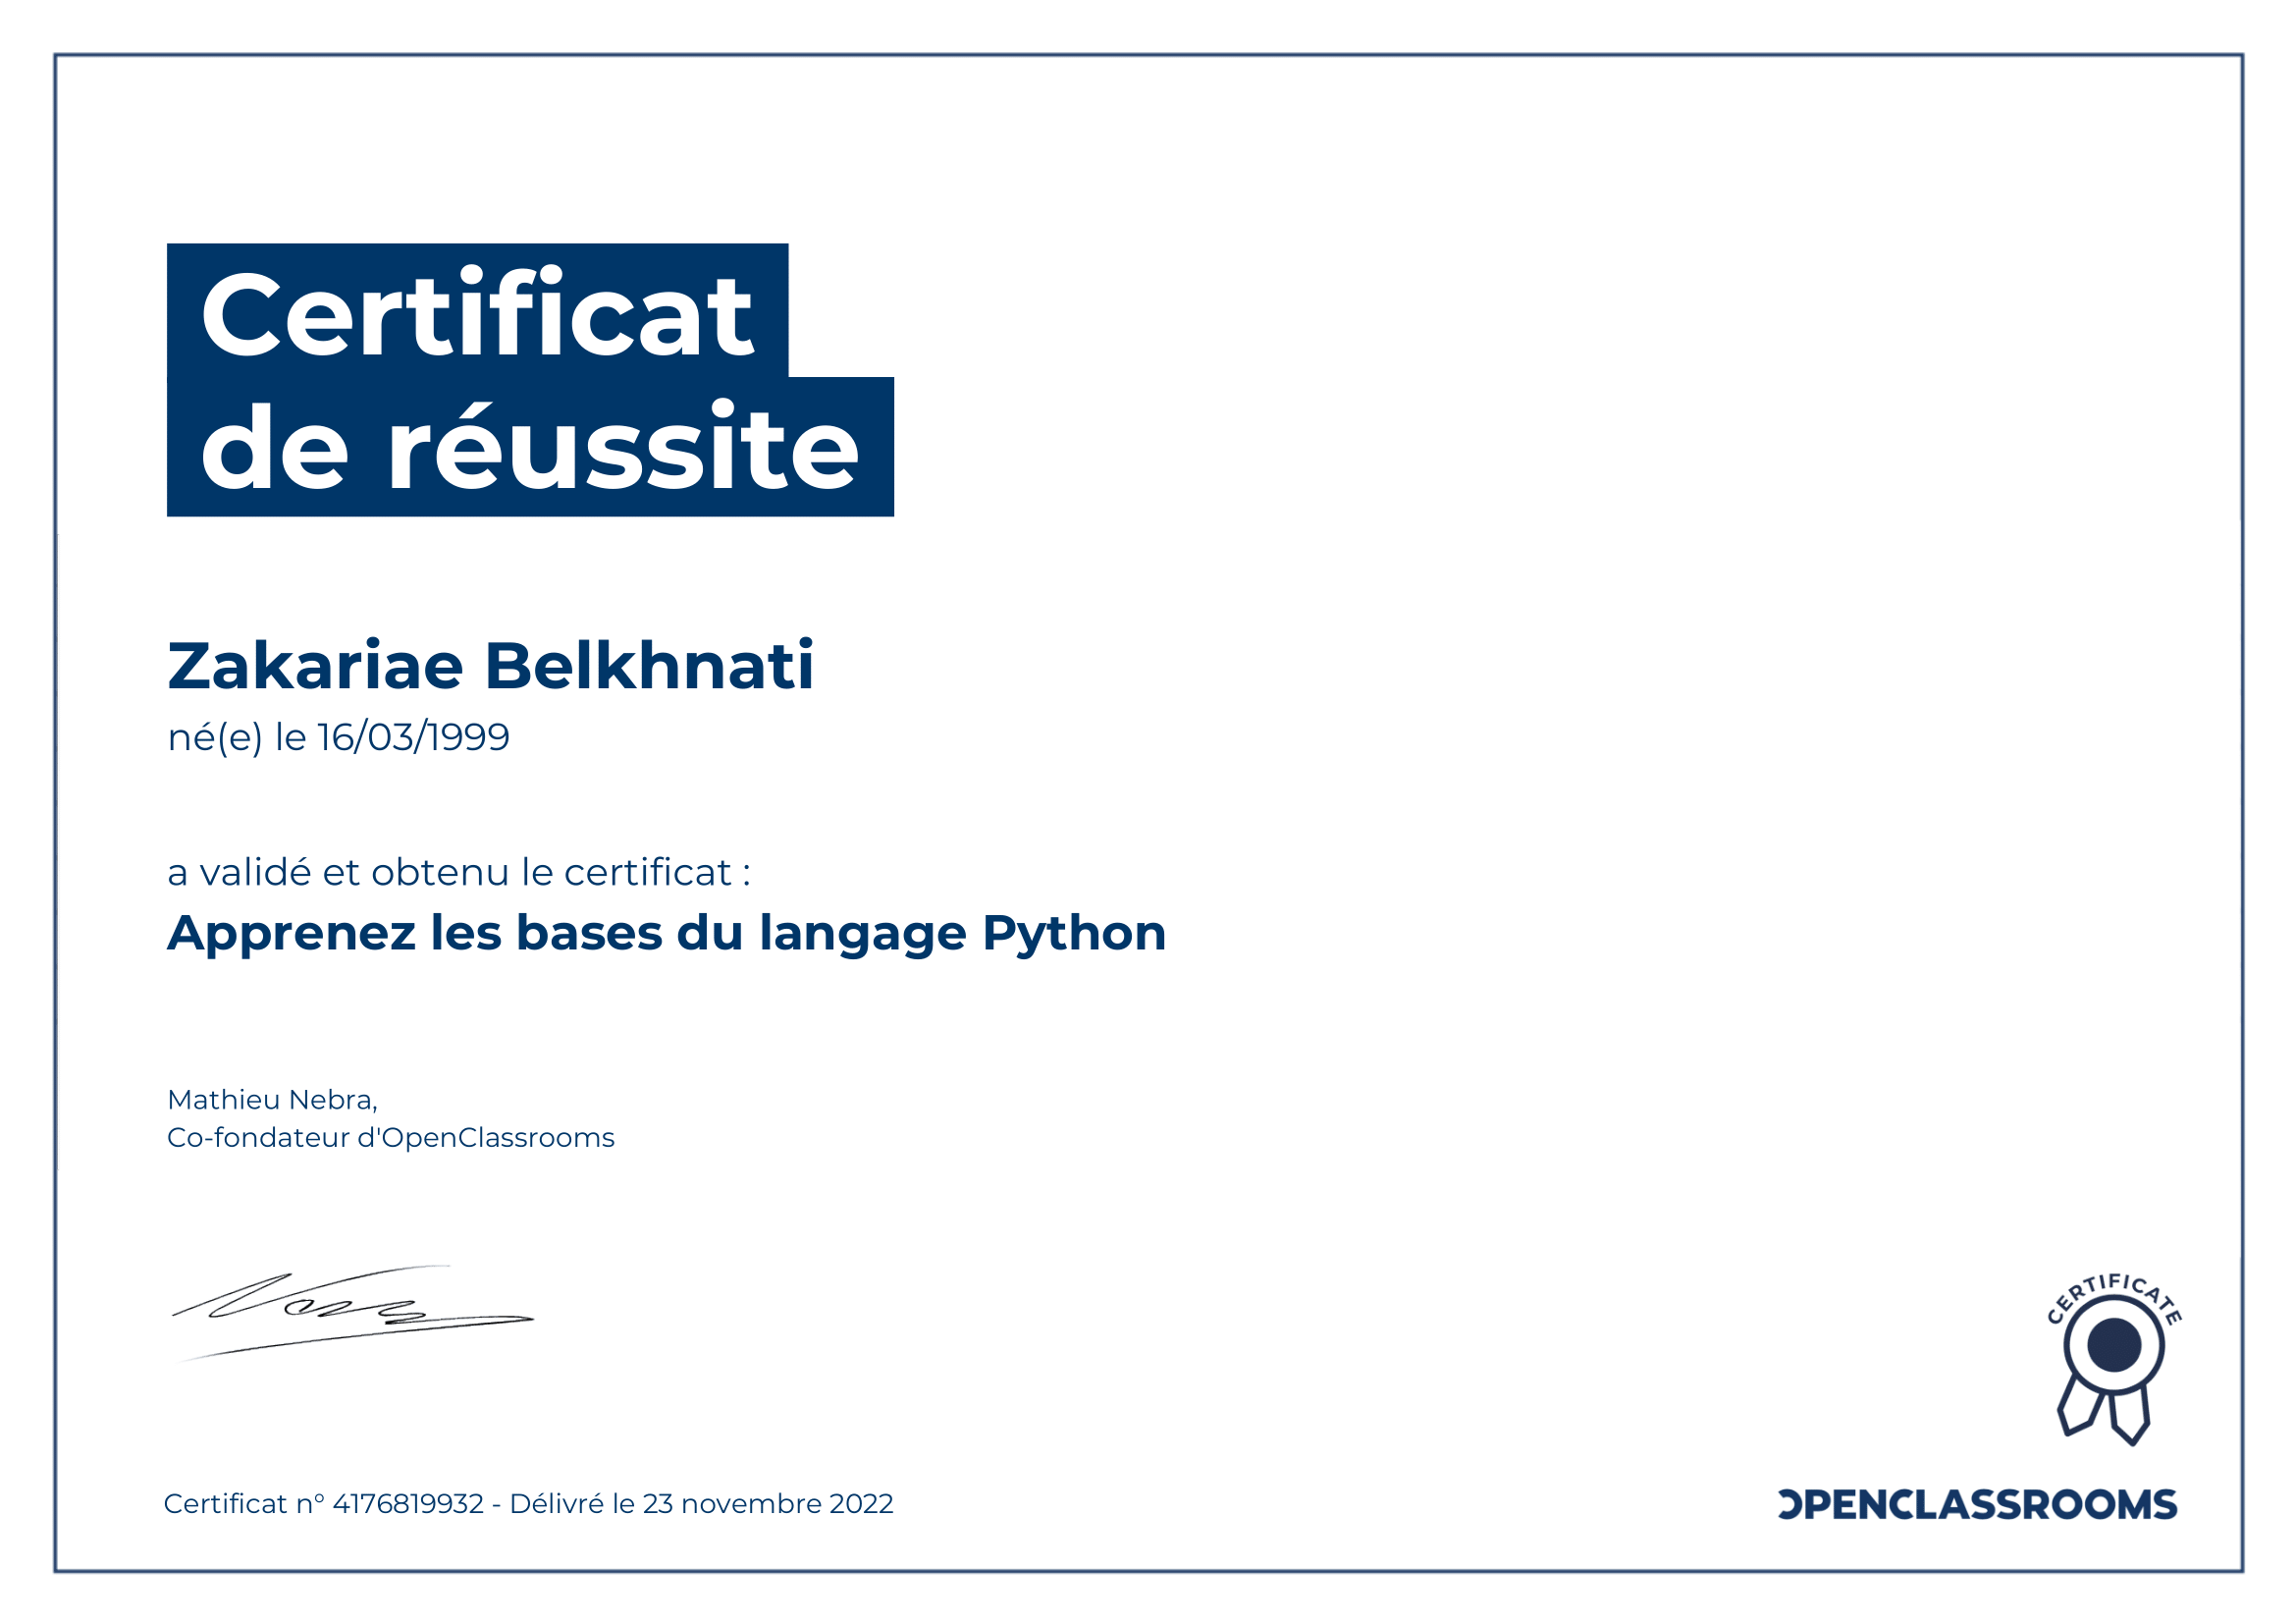 Certificat
de réussite
Zakariae Belkhnati
né(e) le 16/03/1999
a validé et obtenu le certificat :
Apprenez les bases du langage Python
Mathieu Nebra,
Co-fondateur d'OpenClassrooms
CERTIFICATE
Certificat n° 4176819932 - Délivré le 23 novembre 2022
OPENCLASSROOMS